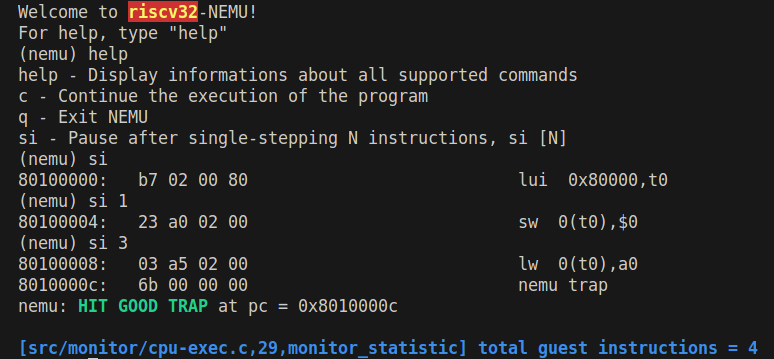 Welcome to riscv32-NEMU!
For help, type "help"
(nemu) help
help - Display informations about all supported commands
c - Continue the execution of the program
q - Exit NEMU
si - Pause after single-stepping N instructions, si [N]
(nemu) si
80100000:   b7 02 00 80                               lui  0x80000,t0
(nemu) si 1
80100004:   23 a0 02 00                               sw  0(t0),$0
(nemu) si 3
80100008:   03 a5 02 00                               lw  0(t0),a0
8010000c:   6b 00 00 00                               nemu trap
nemu: HIT GOOD TRAP at pc = 0x8010000c
[src/monitor/cpu-exec.c,29,monitor_statistic] total guest instructions = 4